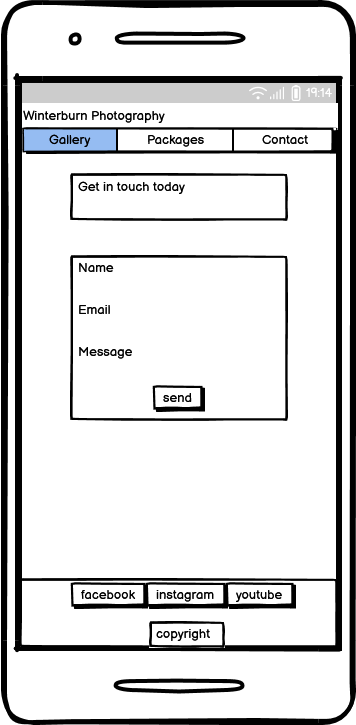 19:14
Winterburn Photography
Gallery Packages Contact
Get in touch today
Name
Email
Message
send
facebook instagram youtube
copyright